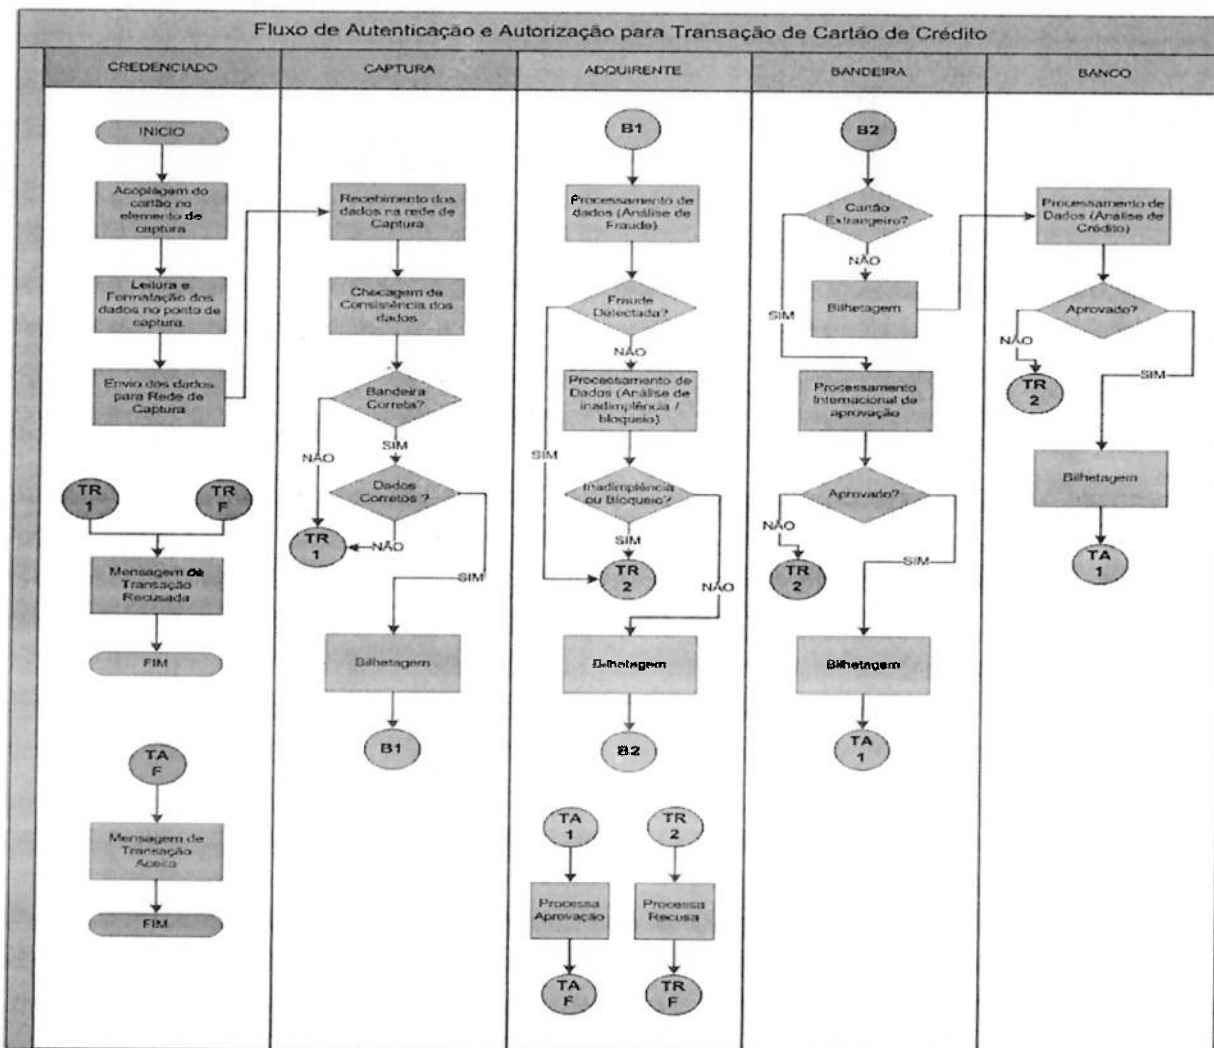 Fluxo de Autenticação e Autorização para Transação de Cartão de Crédito
CREDENCIADO
CAPTURA
ADQUIRENTE
BANDEIRA
BANCO
INICIO
Acoplagem do
cartão no
elemento de
captura
Leitura e
Formatação dos
dados no ponto de
captura.
Envio dos dados
para Rede de
Captura
TR
1
TR
F
Mensagem de
Transação
Recusada
FIM
TA
F
Mensagem de
Transação
Aceita
FIM
Recebimento dos
dados na rede de
Captura
Checagem de
Consistência dos
dados
Bandeira
Correta?
NÃO
SIM
Dados
Corretos ?
TR
1
NÃO
SIM
Bilhetagem
B1
B1
Processamento de
dados (Análise de
Fraude)
Fraude
Detectada?
NÃO
Processamento de
Dados (Análise de
inadimplência /
bloqueio)
SIM
Inadimplência
ou Bloqueio?
SIM
TR
2
NÃO
Bilhetagem
B2
TA
1
TR
2
Processa
Aprovação
Processa
Recusa
TA
F
TR
F
B2
Cartão
Extrangeiro?
NÃO
Bilhetagem
SIM
Processamento
Internacional de
aprovação
Aprovado?
NÃO
TR
2
SIM
Bilhetagem
TA
1
Processamento de
Dados (Análise de
Crédito)
Aprovado?
NÃO
TR
2
SIM
Bilhetagem
TA
1